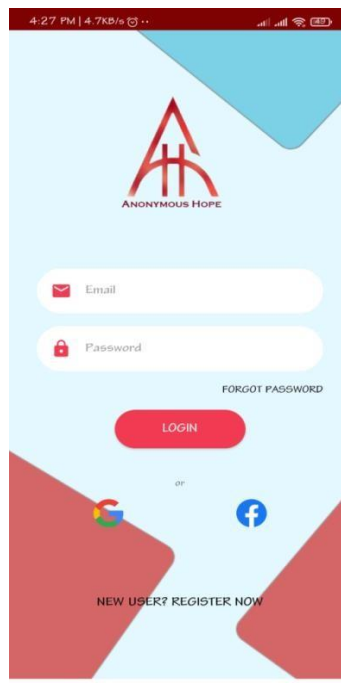 4:27 PM | 4.7KB/s
ANONYMOUS HOPE
Email
Password
FORGOT PASSWORD
LOGIN
or
NEW USER? REGISTER NOW